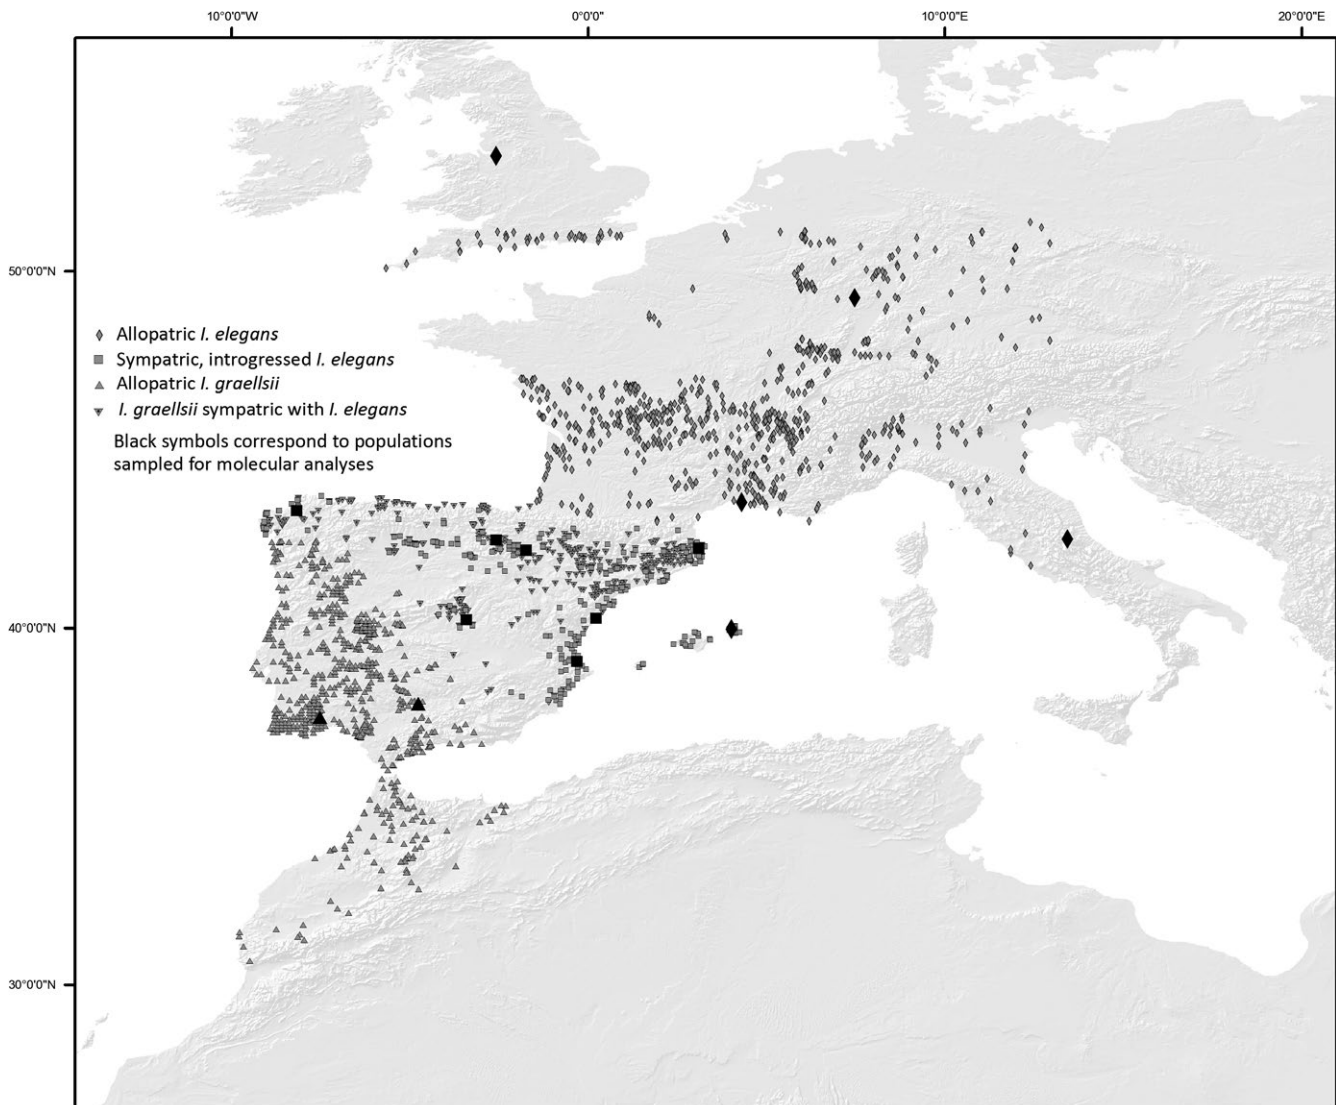 10°0'0"W 0°0'0" 10°0'0"E 20°0'0"E
50°0'0"N
Allopatric I. elegans
Sympatric, introgressed I. elegans
Allopatric I. graellsii
I. graellsii sympatric with I. elegans
Black symbols correspond to populations
sampled for molecular analyses
40°0'0"N
30°0'0"N